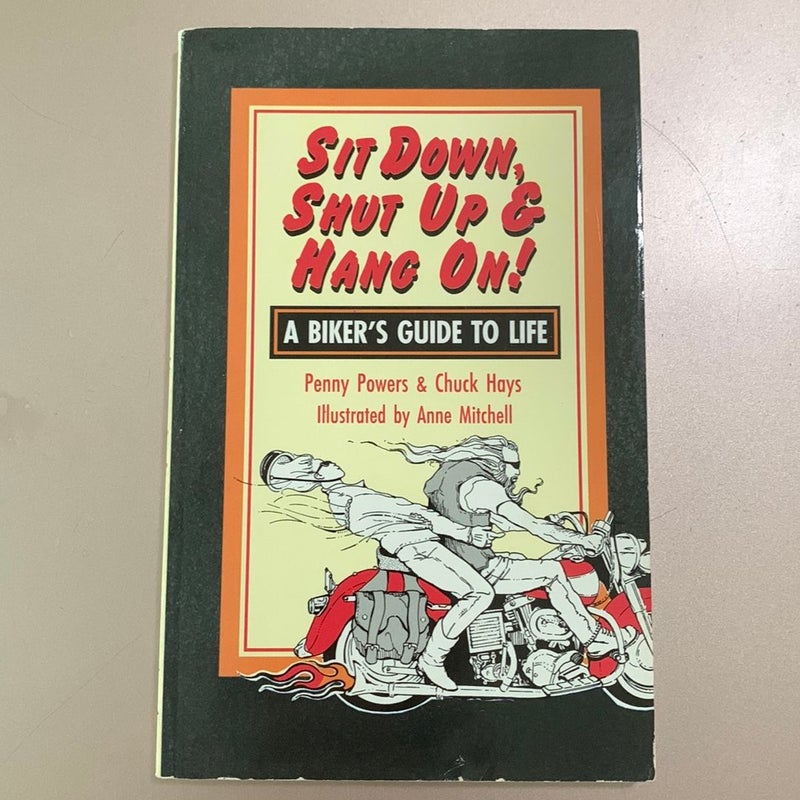 Sit Down,
Shut Up &
Hang On!
A BIKER'S GUIDE TO LIFE
Penny Powers & Chuck Hays
Illustrated by Anne Mitchell